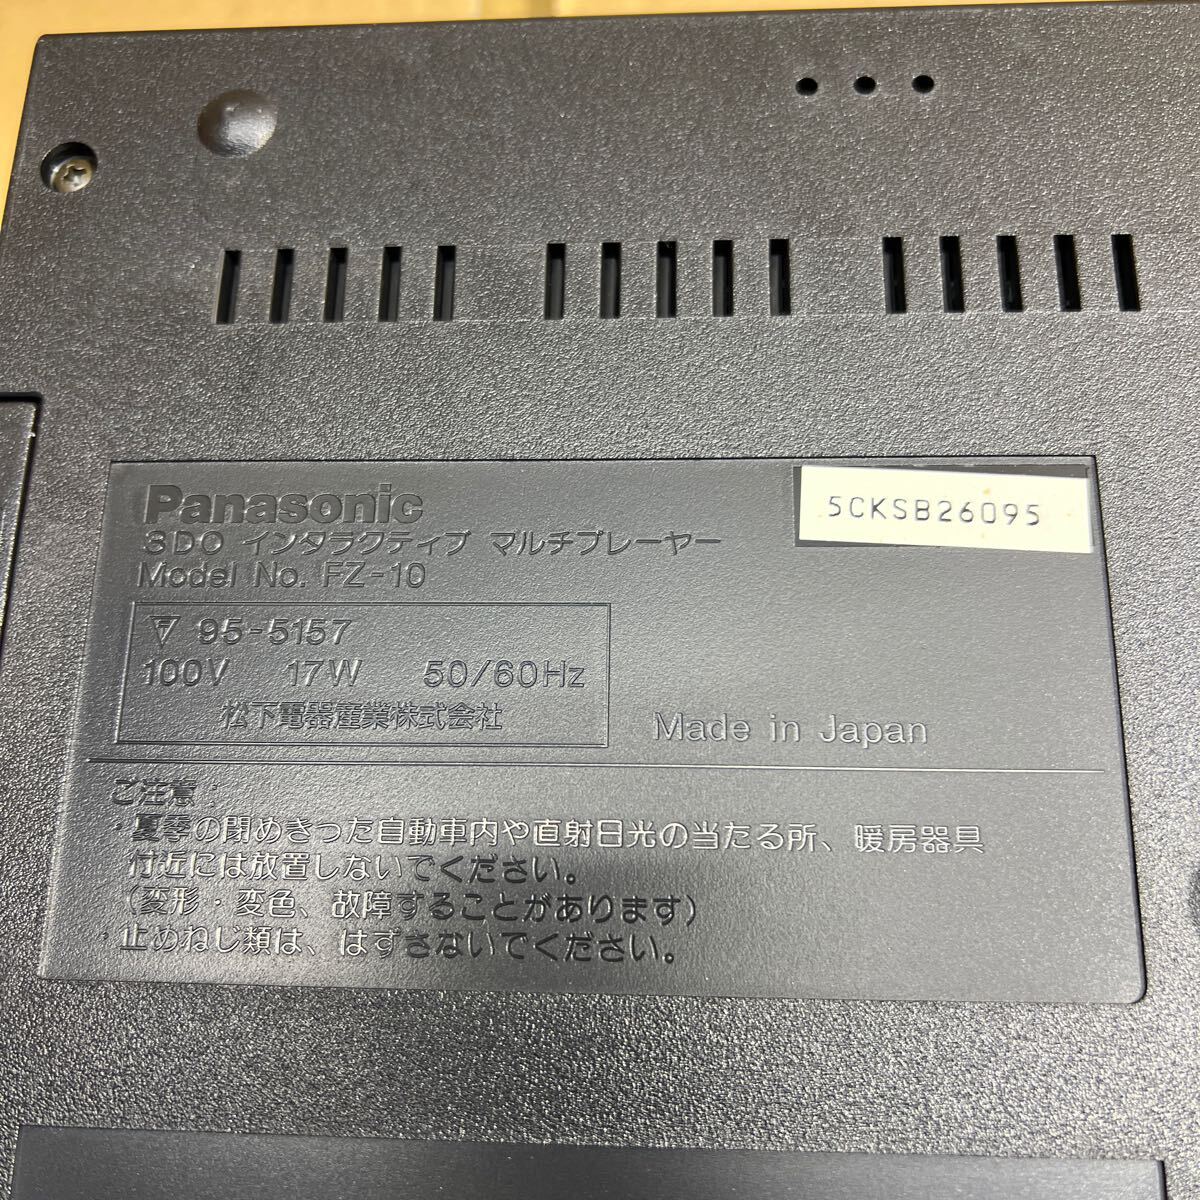 Panasonic
5CKSB26095
3DO インタラクティブ マルチプレーヤー
Model No. FZ-10
95-5157
100V 17W 50/60Hz
松下電器産業株式会社
Made in Japan
ご注意:
・夏季の閉めきった自動車内や直射日光の当たる所、暖房器具
付近には放置しないでください。
(変形・変色、故障することがあります)
・止めねじ類は、はずさないでください。